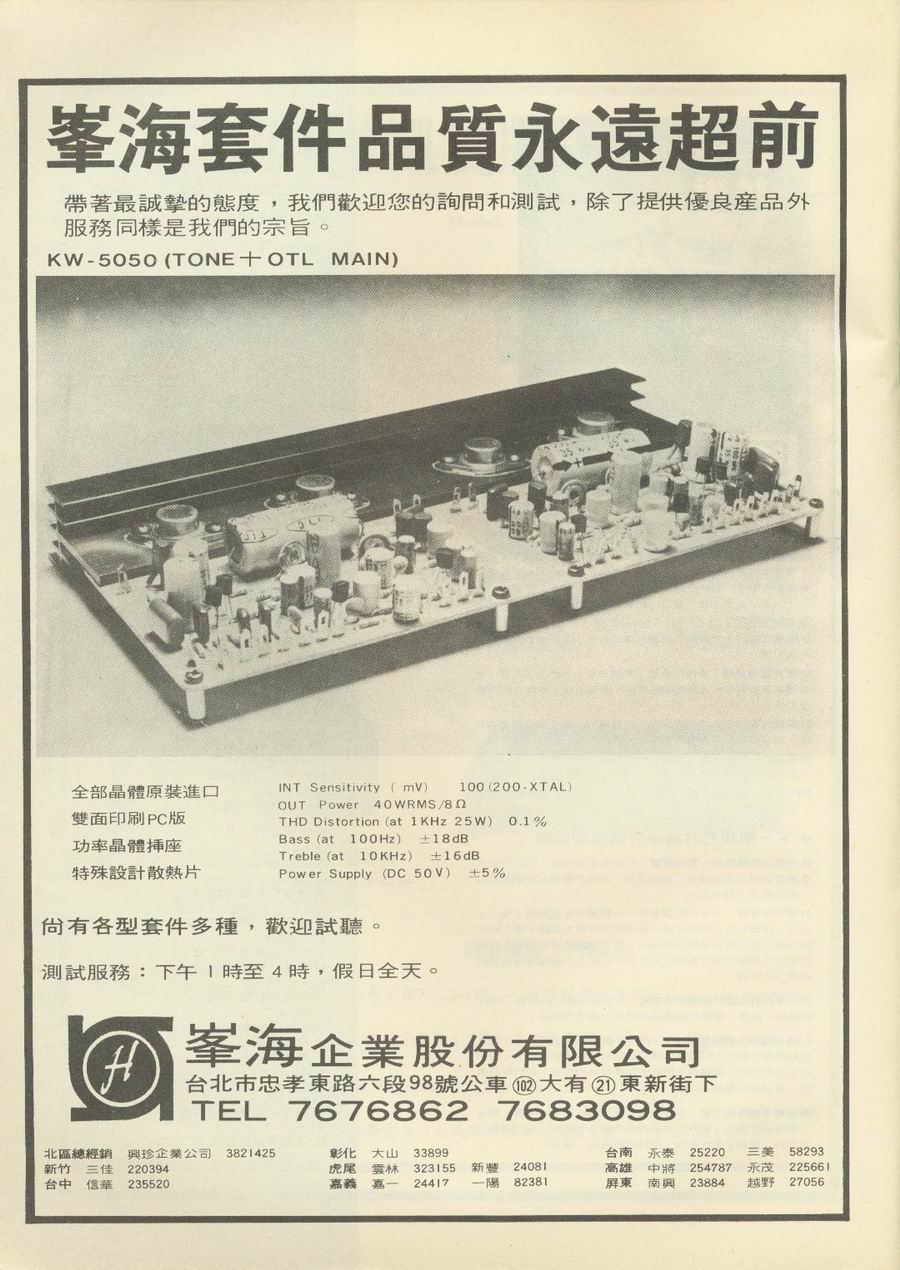 峯海套件品質永遠超前
帶著最誠摯的態度，我們歡迎您的詢問和測試，除了提供優良産品外
服務同樣是我們的宗旨。
KW-5050 (TONE＋OTL MAIN)
全部晶體原裝進口
雙面印刷PC版
功率晶體揷座
特殊設計散熱片
INT Sensitivity ( mV) 100 (200-XTAL)
OUT Power 40WRMS/8Ω
THD Distortion (at 1KHz 25W) 0.1%
Bass (at 100Hz) ±18dB
Treble (at 10KHz) ±16dB
Power Supply (DC 50V) ±5%
尚有各型套件多種，歡迎試聽。
測試服務：下午1時至4時，假日全天。
H
峯海企業股份有限公司
台北市忠孝東路六段98號公車(102)大有(21)東新街下
TEL 7676862 7683098
北區總經銷 興珍企業公司 3821425
新竹 三佳 220394
台中 信華 235520
彰化 大山 33899
虎尾 雲林 323155 新豐 24081
嘉義 嘉一 24417 一陽 82381
台南 永泰 25220 三美 58293
高雄 中將 254787 永茂 225661
屏東 南興 23884 越野 27056